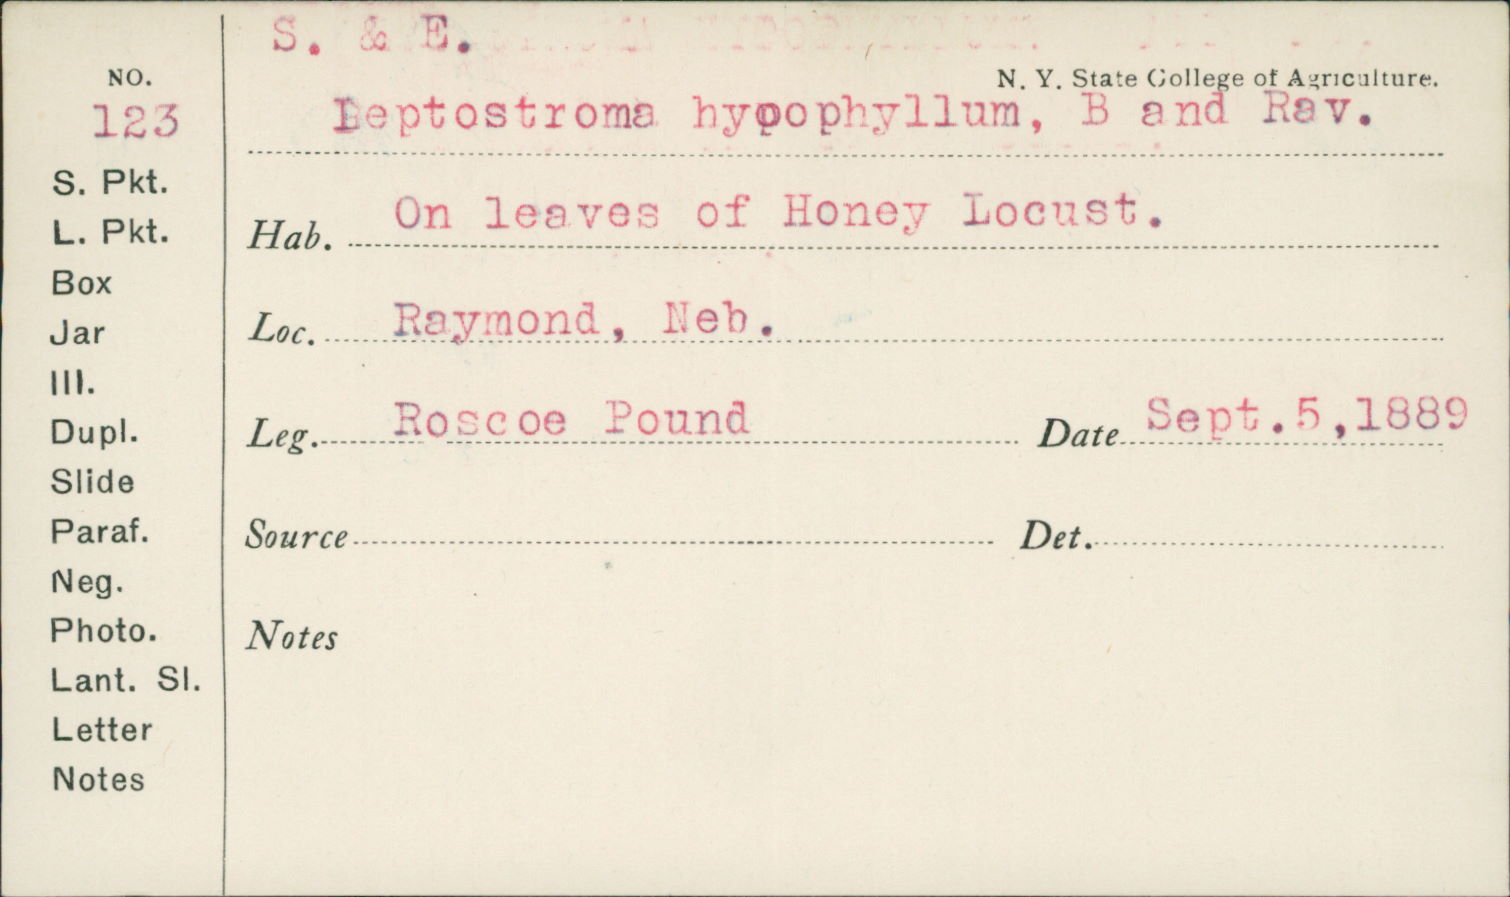 S. & E.
NO.
N. Y. State College of Agriculture.
123
Leptostroma hypophyllum, B and Rav.
S. Pkt.
L. Pkt.
Hab. On leaves of Honey Locust.
Box
Jar
Loc. Raymond, Neb.
Ill.
Dupl.
Leg. Roscoe Pound Date Sept.5,1889
Slide
Paraf.
Source Det.
Neg.
Photo.
Notes
Lant. Sl.
Letter
Notes